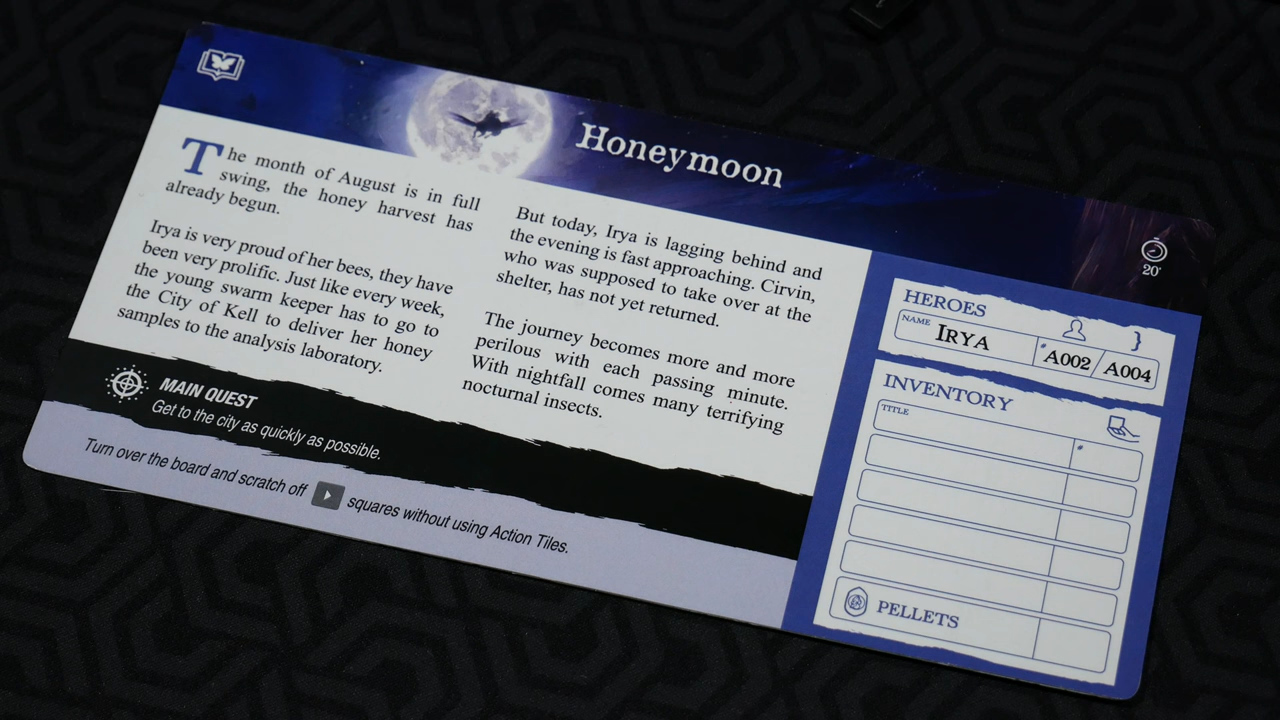 Honeymoon
20'
The month of August is in full
swing, the honey harvest has
already begun.
Irya is very proud of her bees, they have
been very prolific. Just like every week,
the young swarm keeper has to go to
the City of Kell to deliver her honey
samples to the analysis laboratory.
But today, Irya is lagging behind and
the evening is fast approaching. Cirvin,
who was supposed to take over at the
shelter, has not yet returned.
The journey becomes more and more
perilous with each passing minute.
With nightfall comes many terrifying
nocturnal insects.
MAIN QUEST
Get to the city as quickly as possible.
Turn over the board and scratch off squares without using Action Tiles.
HEROES
NAME IRYA # A002 / A004
INVENTORY
TITLE #
PELLETS